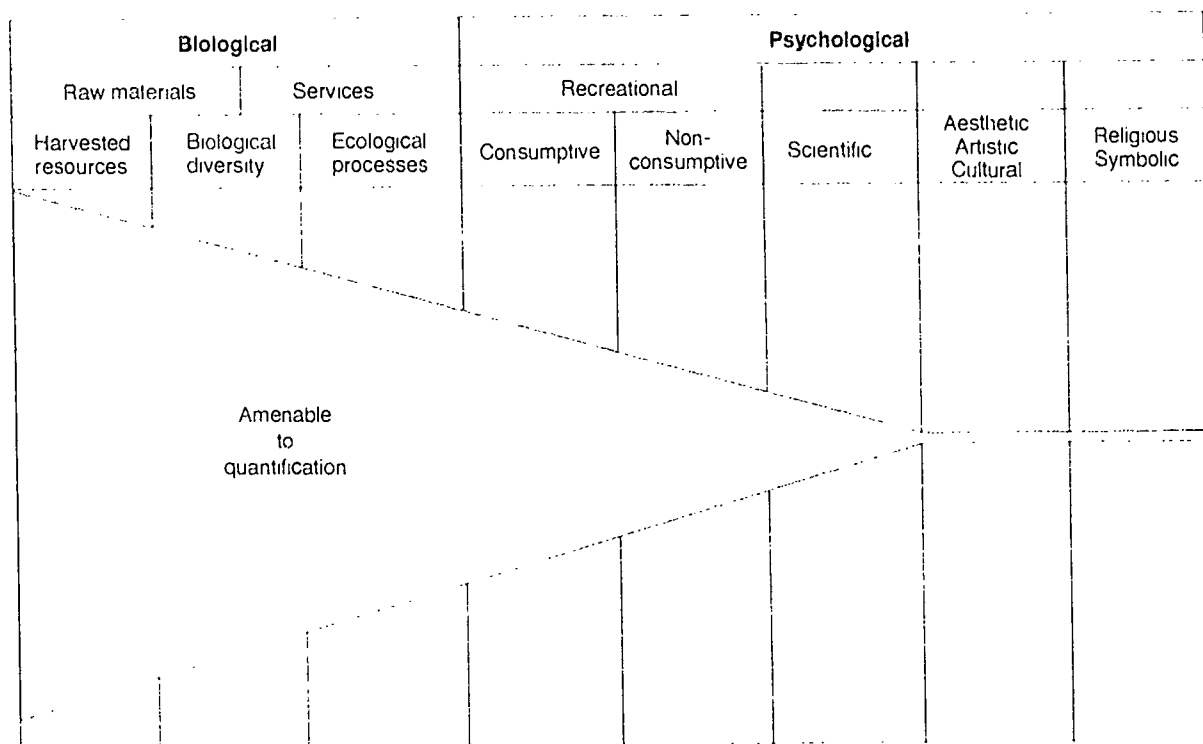 Biological
Psychological
Raw materials
Services
Recreational
Harvested
resources
Biological
diversity
Ecological
processes
Consumptive
Non-
consumptive
Scientific
Aesthetic
Artistic
Cultural
Religious
Symbolic
Amenable
to
quantification